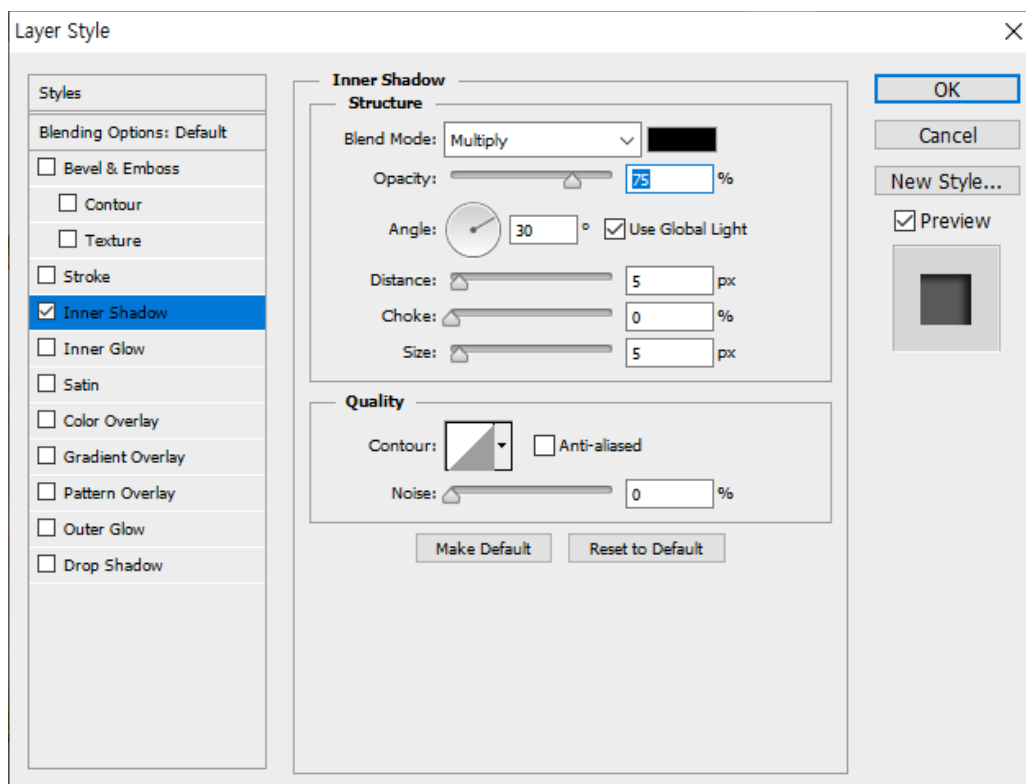 Layer Style
Styles
Blending Options: Default
Bevel & Emboss
Contour
Texture
Stroke
Inner Shadow
Inner Glow
Satin
Color Overlay
Gradient Overlay
Pattern Overlay
Outer Glow
Drop Shadow
Inner Shadow
Structure
Blend Mode: Multiply
Opacity: 75 %
Angle: 30 ° Use Global Light
Distance: 5 px
Choke: 0 %
Size: 5 px
Quality
Contour: Anti-aliased
Noise: 0 %
Make Default Reset to Default
OK
Cancel
New Style...
Preview